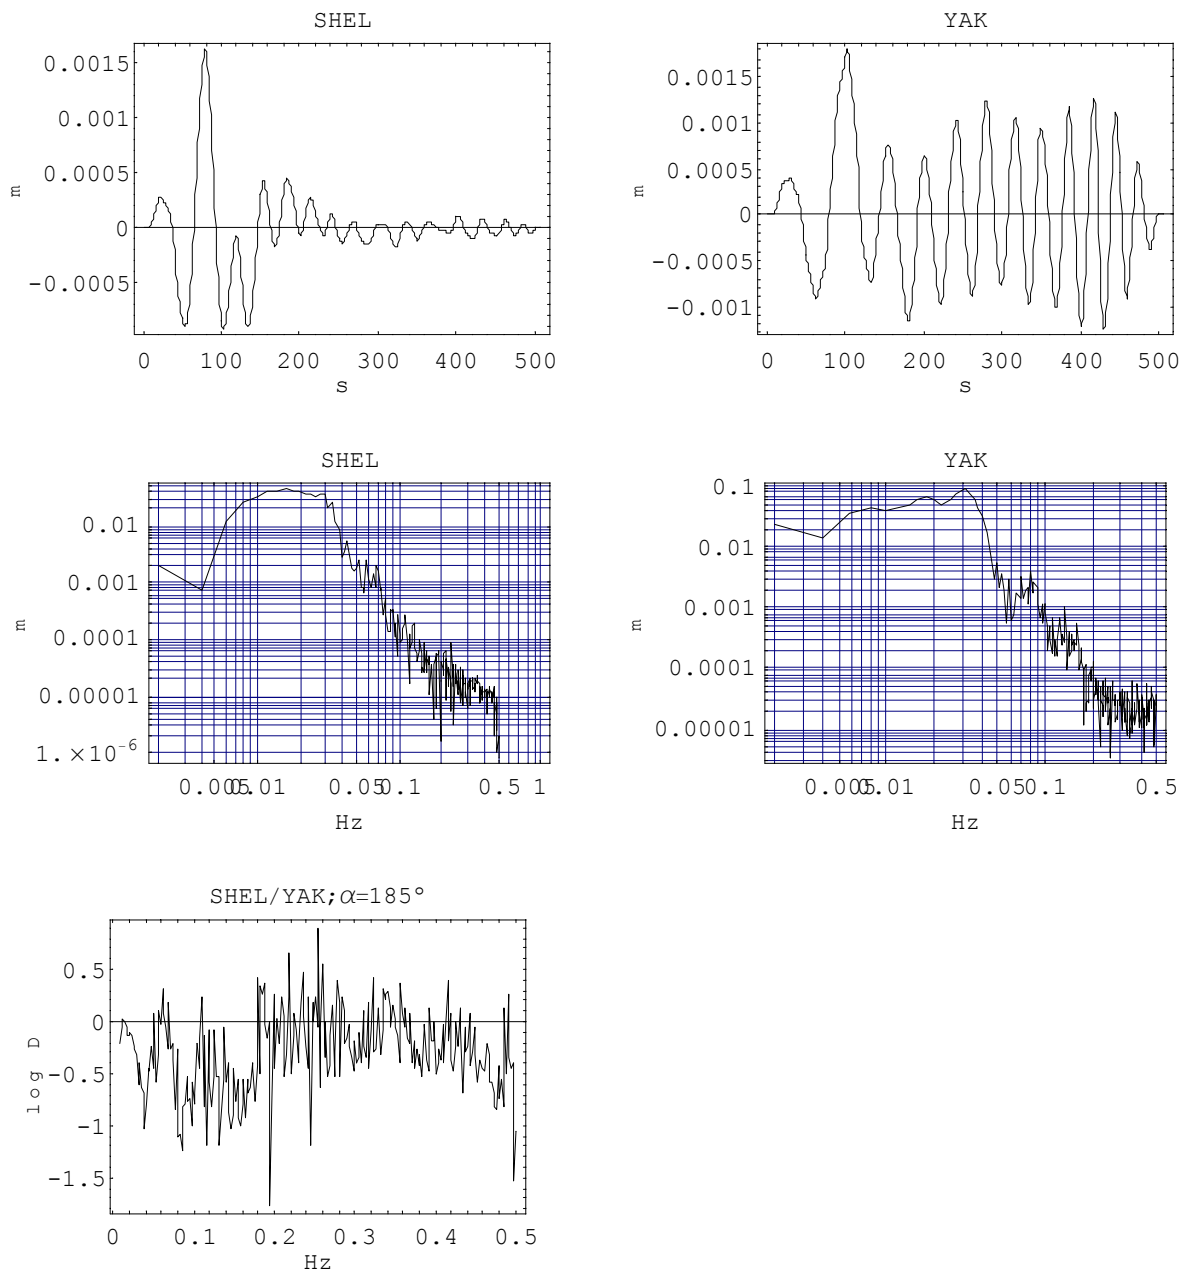 SHEL
0.0015
0.001
0.0005
0
-0.0005
m
0 100 200 300 400 500
s
YAK
0.0015
0.001
0.0005
0
-0.0005
-0.001
m
0 100 200 300 400 500
s
SHEL
0.01
0.001
0.0001
0.00001
1.×10⁻⁶
m
0.005 0.01 0.05 0.1 0.5 1
Hz
YAK
0.1
0.01
0.001
0.0001
0.00001
m
0.005 0.01 0.05 0.1 0.5
Hz
SHEL/YAK;α=185°
0.5
0
-0.5
-1
-1.5
log D
0 0.1 0.2 0.3 0.4 0.5
Hz